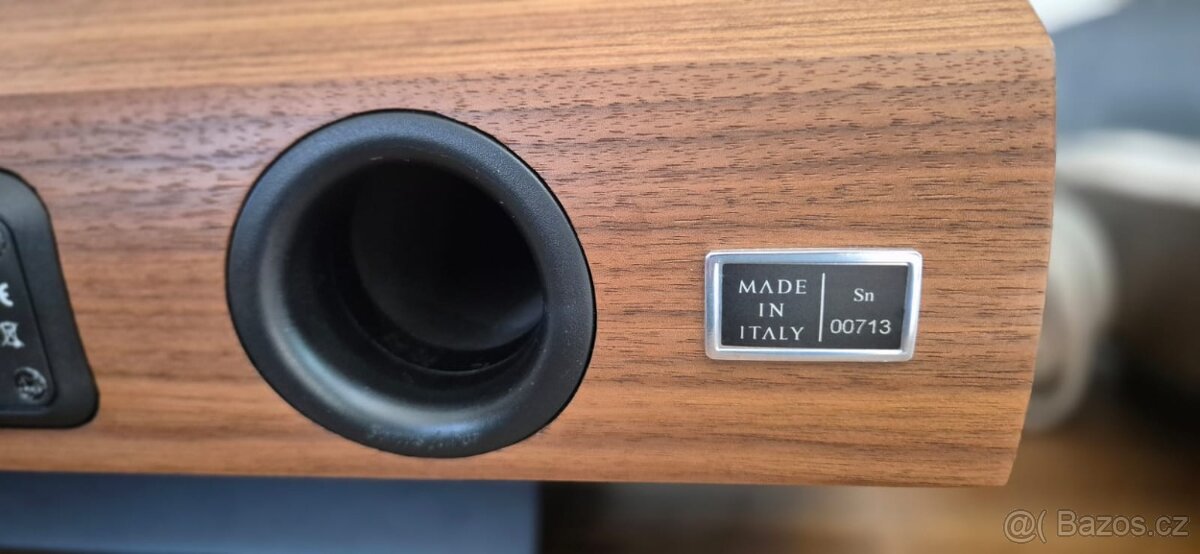 MADE
IN
ITALY
Sn
00713
@( Bazos.cz